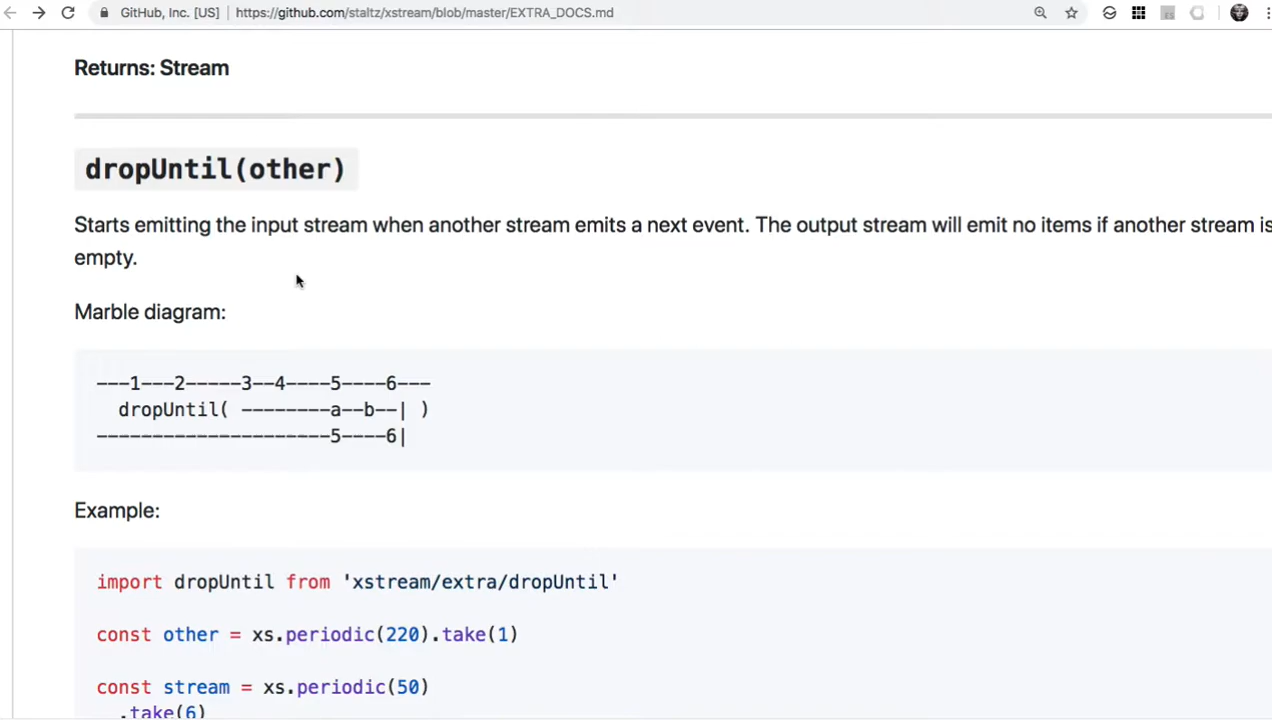 GitHub, Inc. [US] | https://github.com/staltz/xstream/blob/master/EXTRA_DOCS.md
Returns: Stream
dropUntil(other)
Starts emitting the input stream when another stream emits a next event. The output stream will emit no items if another stream is
empty.
Marble diagram:
---1---2-----3--4----5----6---
dropUntil( --------a--b--| )
---------------------5----6|
Example:
import dropUntil from 'xstream/extra/dropUntil'
const other = xs.periodic(220).take(1)
const stream = xs.periodic(50)
.take(6)